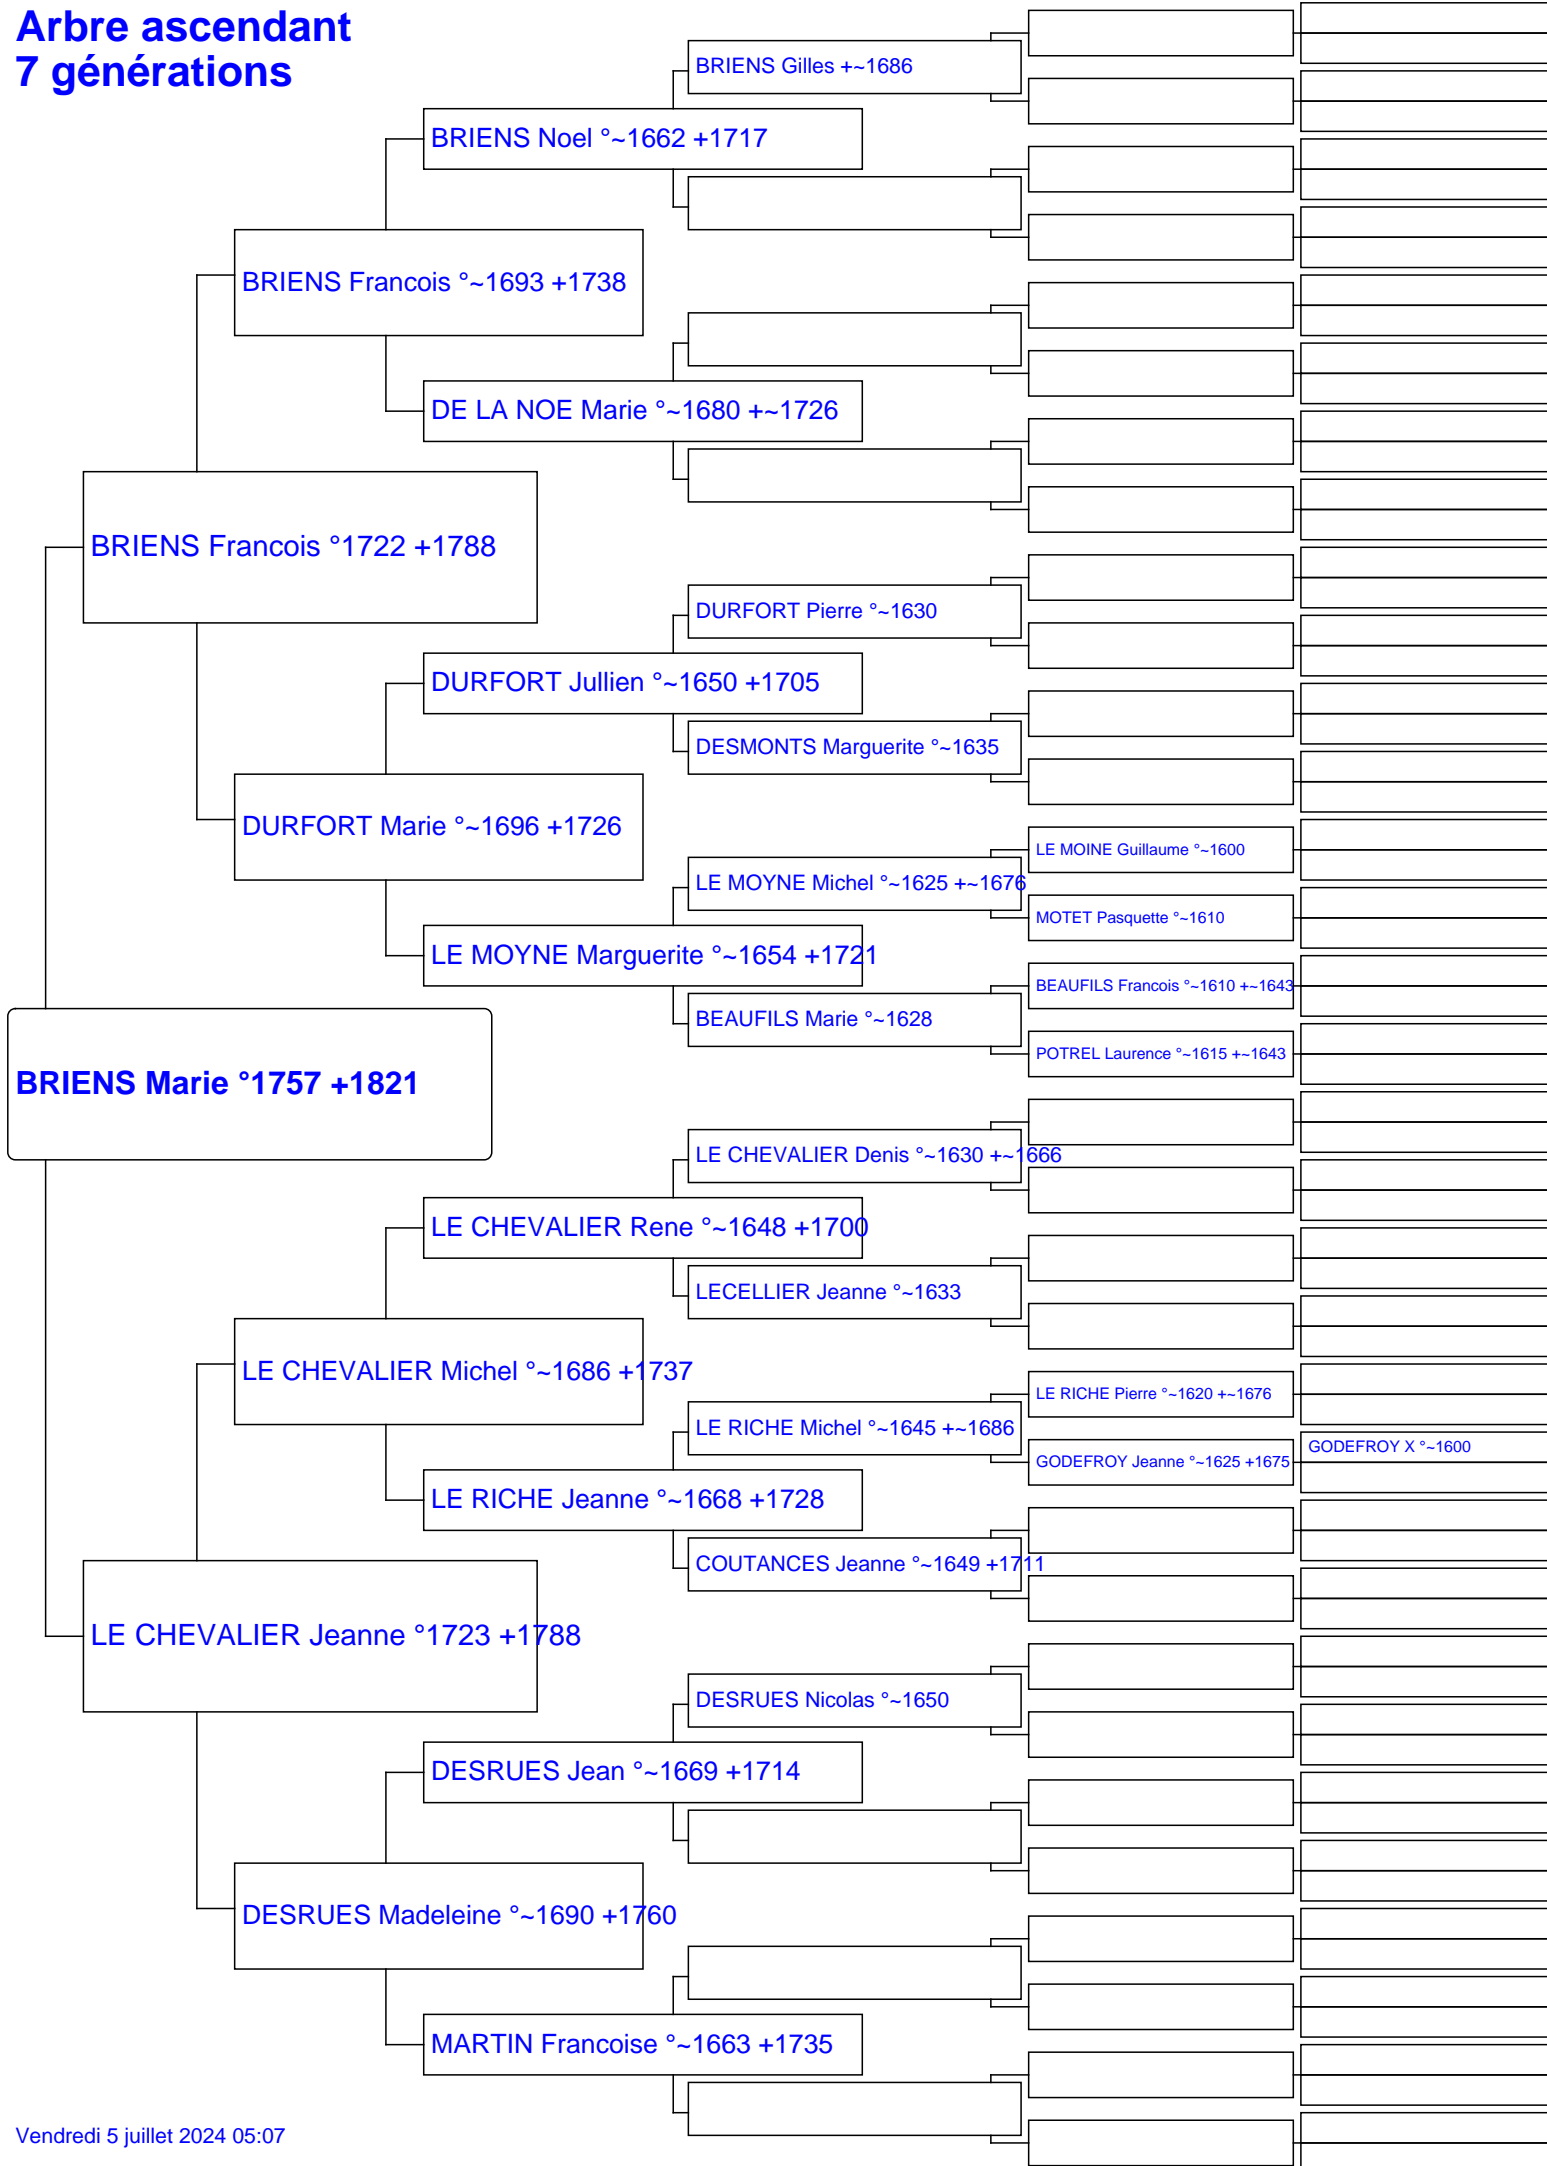 Arbre ascendant
7 générations
BRIENS Gilles +~1686
BRIENS Noel °~1662 +1717
BRIENS Francois °~1693 +1738
DE LA NOE Marie °~1680 +~1726
BRIENS Francois °1722 +1788
DURFORT Pierre °~1630
DURFORT Jullien °~1650 +1705
DESMONTS Marguerite °~1635
DURFORT Marie °~1696 +1726
LE MOINE Guillaume °~1600
LE MOYNE Michel °~1625 +~1676
MOTET Pasquette °~1610
LE MOYNE Marguerite °~1654 +1721
BEAUFILS Francois °~1610 +~1643
BEAUFILS Marie °~1628
POTREL Laurence °~1615 +~1643
BRIENS Marie °1757 +1821
LE CHEVALIER Denis °~1630 +~1666
LE CHEVALIER Rene °~1648 +1700
LECELLIER Jeanne °~1633
LE CHEVALIER Michel °~1686 +1737
LE RICHE Pierre °~1620 +~1676
LE RICHE Michel °~1645 +~1686
GODEFROY X °~1600
GODEFROY Jeanne °~1625 +1675
LE RICHE Jeanne °~1668 +1728
COUTANCES Jeanne °~1649 +1711
LE CHEVALIER Jeanne °1723 +1788
DESRUES Nicolas °~1650
DESRUES Jean °~1669 +1714
DESRUES Madeleine °~1690 +1760
MARTIN Francoise °~1663 +1735
Vendredi 5 juillet 2024 05:07